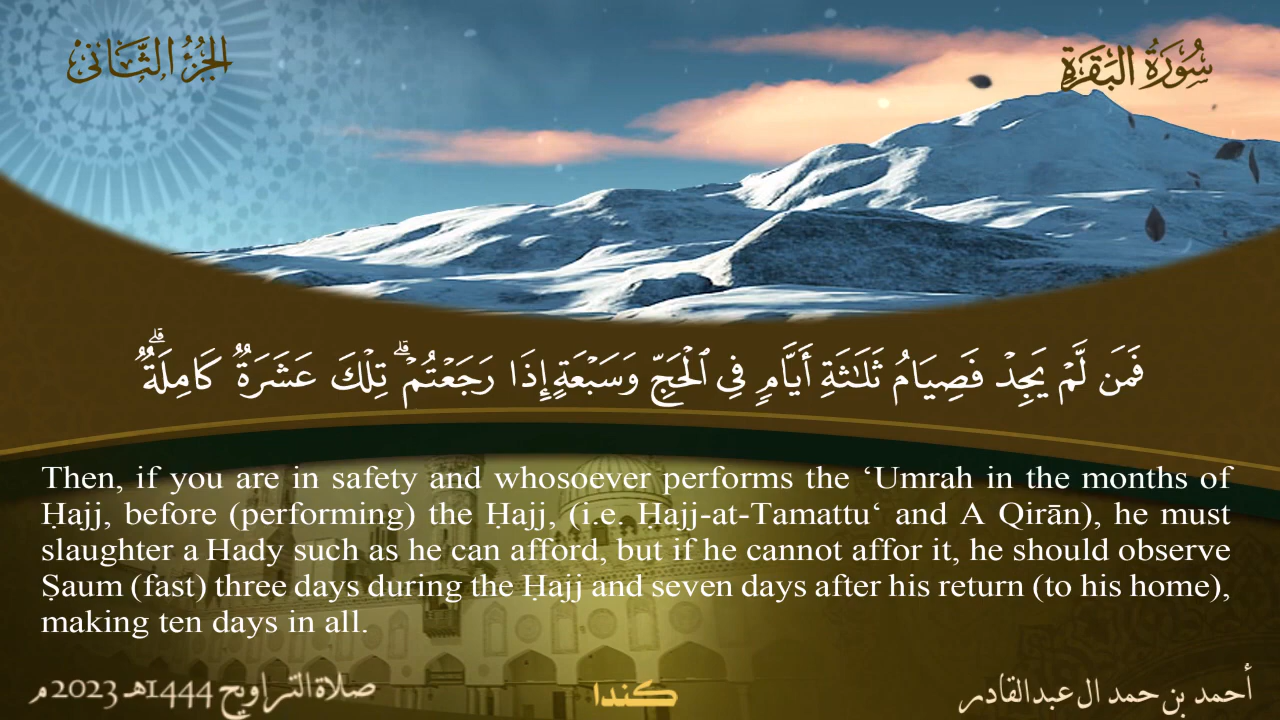 سُورَةُ البَقَرَةِ
الجُزْءُ الثَّانِي
فَمَن لَّمْ يَجِدْ فَصِيَامُ ثَلَٰثَةِ أَيَّامٍ فِي ٱلْحَجِّ وَسَبْعَةٍ إِذَا رَجَعْتُمْ ۗ تِلْكَ عَشَرَةٌ كَامِلَةٌ ۗ
Then, if you are in safety and whosoever performs the ‘Umrah in the months of
Ḥajj, before (performing) the Ḥajj, (i.e. Ḥajj-at-Tamattu‘ and A Qirān), he must
slaughter a Hady such as he can afford, but if he cannot affor it, he should observe
Ṣaum (fast) three days during the Ḥajj and seven days after his return (to his home),
making ten days in all.
أحمد بن حمد ال عبدالقادر
كندا
صلاة التراويح 1444هـ 2023م